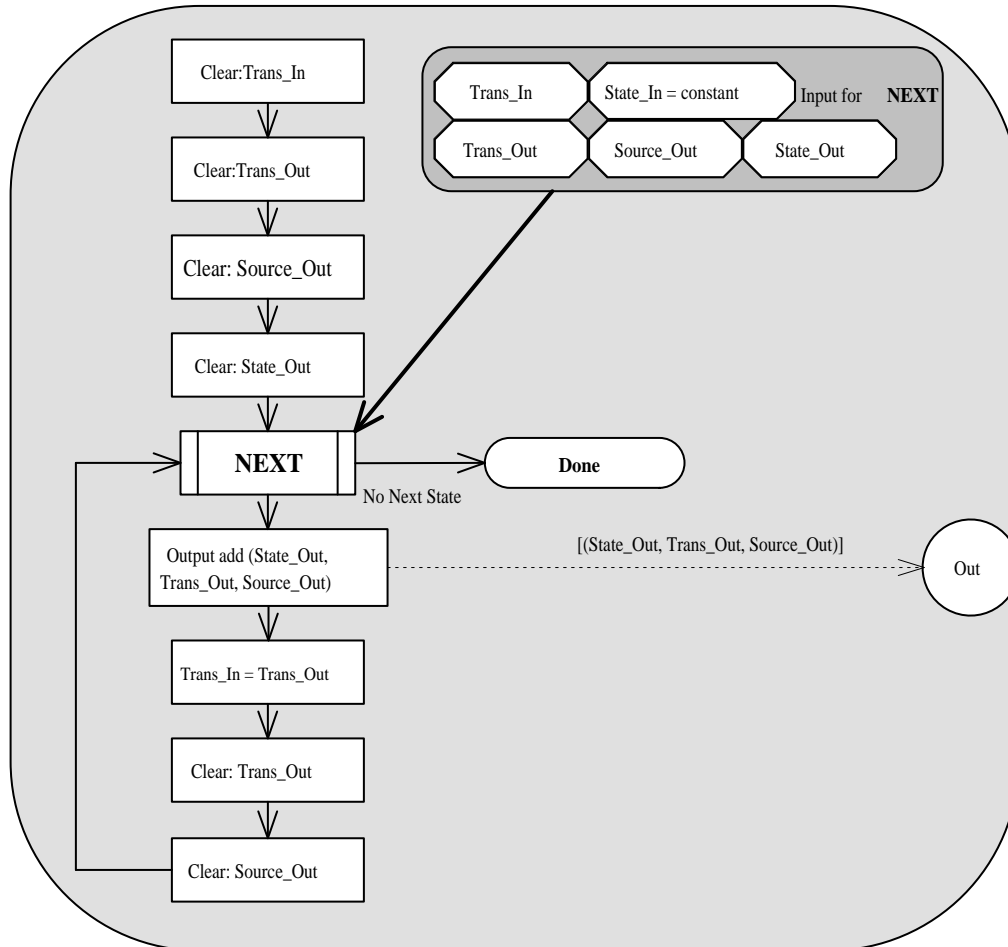 Clear:Trans_In
Trans_In
State_In = constant
Input for NEXT
Trans_Out
Source_Out
State_Out
Clear:Trans_Out
Clear: Source_Out
Clear: State_Out
NEXT
Done
No Next State
Output add (State_Out,
Trans_Out, Source_Out)
[(State_Out, Trans_Out, Source_Out)]
Out
Trans_In = Trans_Out
Clear: Trans_Out
Clear: Source_Out